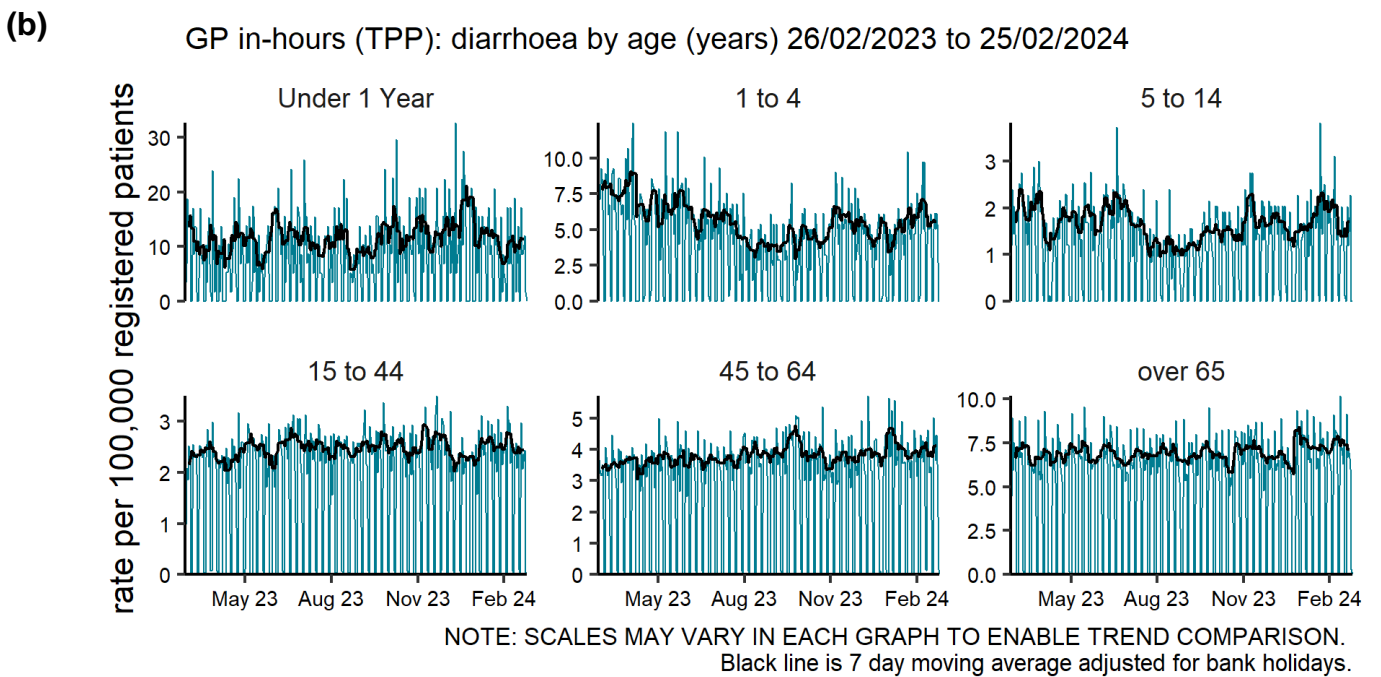 (b)
GP in-hours (TPP): diarrhoea by age (years) 26/02/2023 to 25/02/2024
rate per 100,000 registered patients
Under 1 Year
30
20
10
0
1 to 4
10.0
7.5
5.0
2.5
0.0
5 to 14
3
2
1
0
15 to 44
3
2
1
0
May 23 Aug 23 Nov 23 Feb 24
45 to 64
5
4
3
2
1
0
May 23 Aug 23 Nov 23 Feb 24
over 65
10.0
7.5
5.0
2.5
0.0
May 23 Aug 23 Nov 23 Feb 24
NOTE: SCALES MAY VARY IN EACH GRAPH TO ENABLE TREND COMPARISON.
Black line is 7 day moving average adjusted for bank holidays.